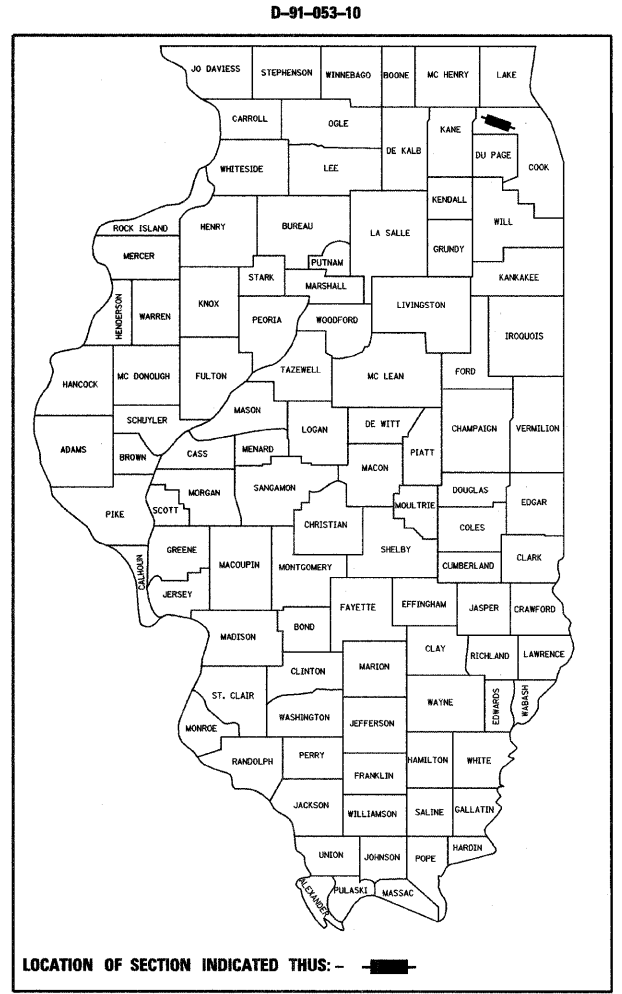 D-91-053-10
JO DAVIESS
STEPHENSON
WINNEBAGO
BOONE
MC HENRY
LAKE
CARROLL
OGLE
DE KALB
KANE
DU PAGE
COOK
WHITESIDE
LEE
KENDALL
ROCK ISLAND
HENRY
BUREAU
LA SALLE
WILL
GRUNDY
MERCER
PUTNAM
STARK
MARSHALL
KANKAKEE
HENDERSON
WARREN
KNOX
PEORIA
WOODFORD
LIVINGSTON
IROQUOIS
HANCOCK
MC DONOUGH
FULTON
TAZEWELL
MC LEAN
FORD
MASON
SCHUYLER
LOGAN
DE WITT
CHAMPAIGN
VERMILION
ADAMS
BROWN
CASS
MENARD
MACON
PIATT
PIKE
SCOTT
MORGAN
SANGAMON
CHRISTIAN
MOULTRIE
DOUGLAS
EDGAR
COLES
CALHOUN
GREENE
MACOUPIN
MONTGOMERY
SHELBY
CUMBERLAND
CLARK
JERSEY
FAYETTE
EFFINGHAM
JASPER
CRAWFORD
MADISON
BOND
CLAY
RICHLAND
LAWRENCE
CLINTON
MARION
ST. CLAIR
WAYNE
EDWARDS
WABASH
MONROE
WASHINGTON
JEFFERSON
RANDOLPH
PERRY
HAMILTON
WHITE
FRANKLIN
JACKSON
WILLIAMSON
SALINE
GALLATIN
UNION
JOHNSON
POPE
HARDIN
ALEXANDER
PULASKI
MASSAC
LOCATION OF SECTION INDICATED THUS: -